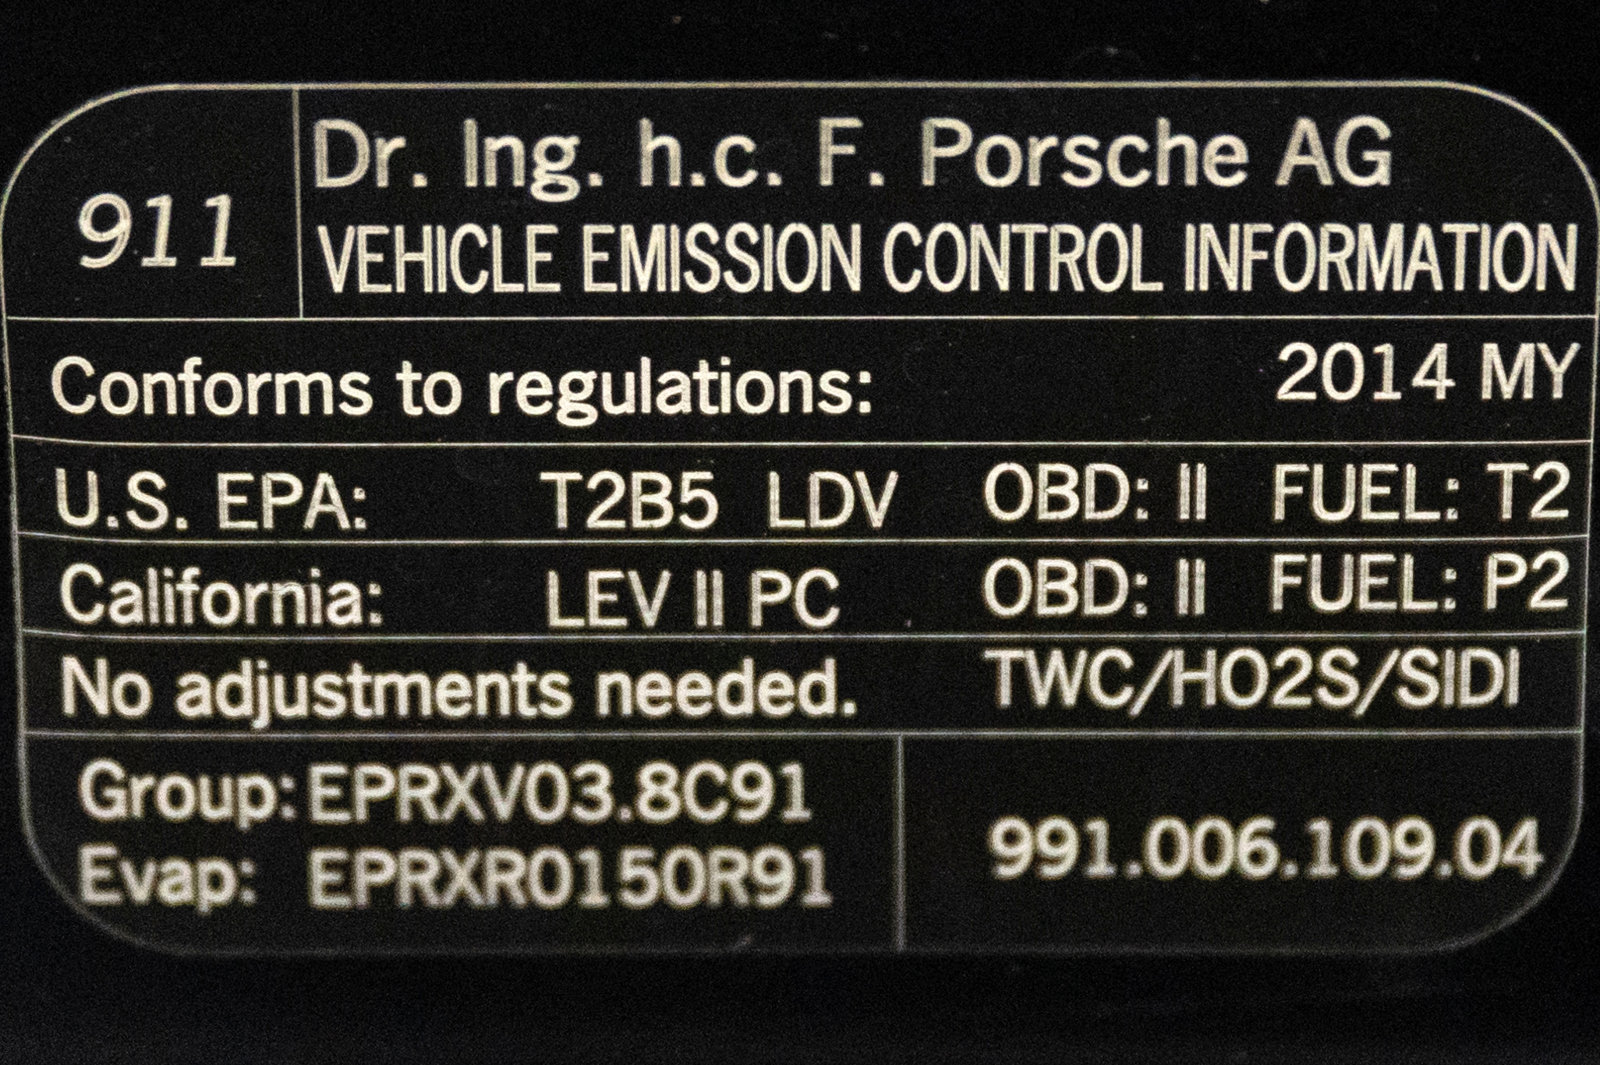 911
Dr. Ing. h.c. F. Porsche AG
VEHICLE EMISSION CONTROL INFORMATION
Conforms to regulations: 2014 MY
U.S. EPA: T2B5 LDV OBD: II FUEL: T2
California: LEV II PC OBD: II FUEL: P2
No adjustments needed. TWC/HO2S/SIDI
Group: EPRXV03.8C91
Evap: EPRXR0150R91
991.006.109.04